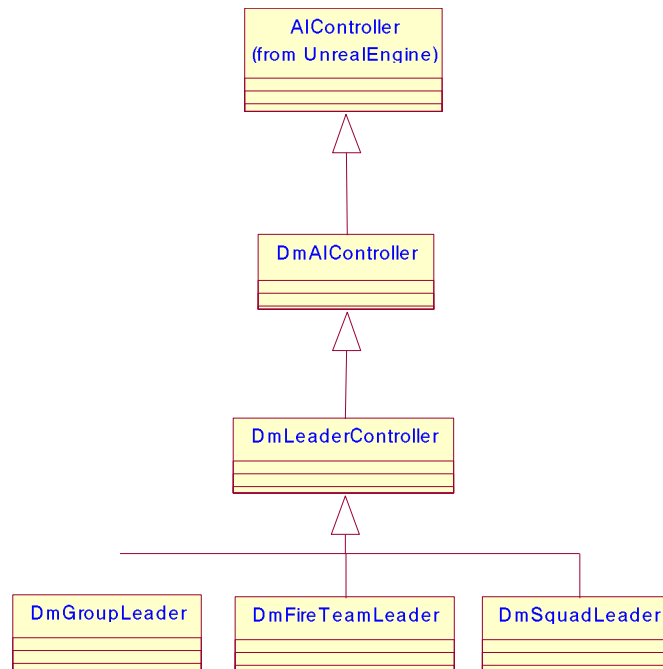 AIController
(from UnrealEngine)
DmAIController
DmLeaderController
DmGroupLeader
DmFireTeamLeader
DmSquadLeader